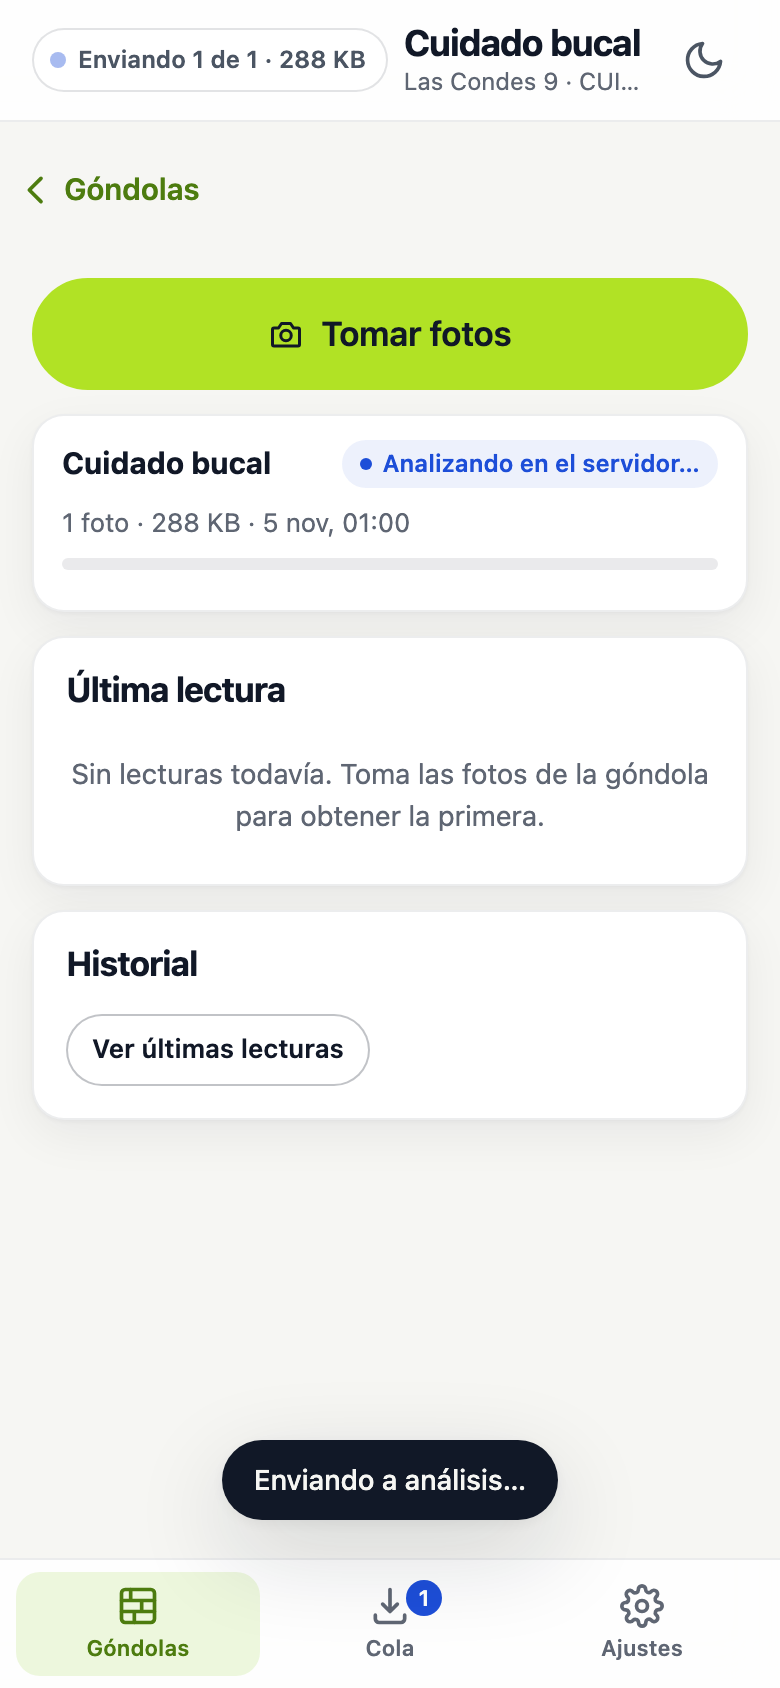 Enviando 1 de 1 · 288 KB
Cuidado bucal
Las Condes 9 · CUI...
Góndolas
Tomar fotos
Cuidado bucal
Analizando en el servidor...
1 foto · 288 KB · 5 nov, 01:00
Última lectura
Sin lecturas todavía. Toma las fotos de la góndola
para obtener la primera.
Historial
Ver últimas lecturas
Enviando a análisis...
1
Góndolas
Cola
Ajustes